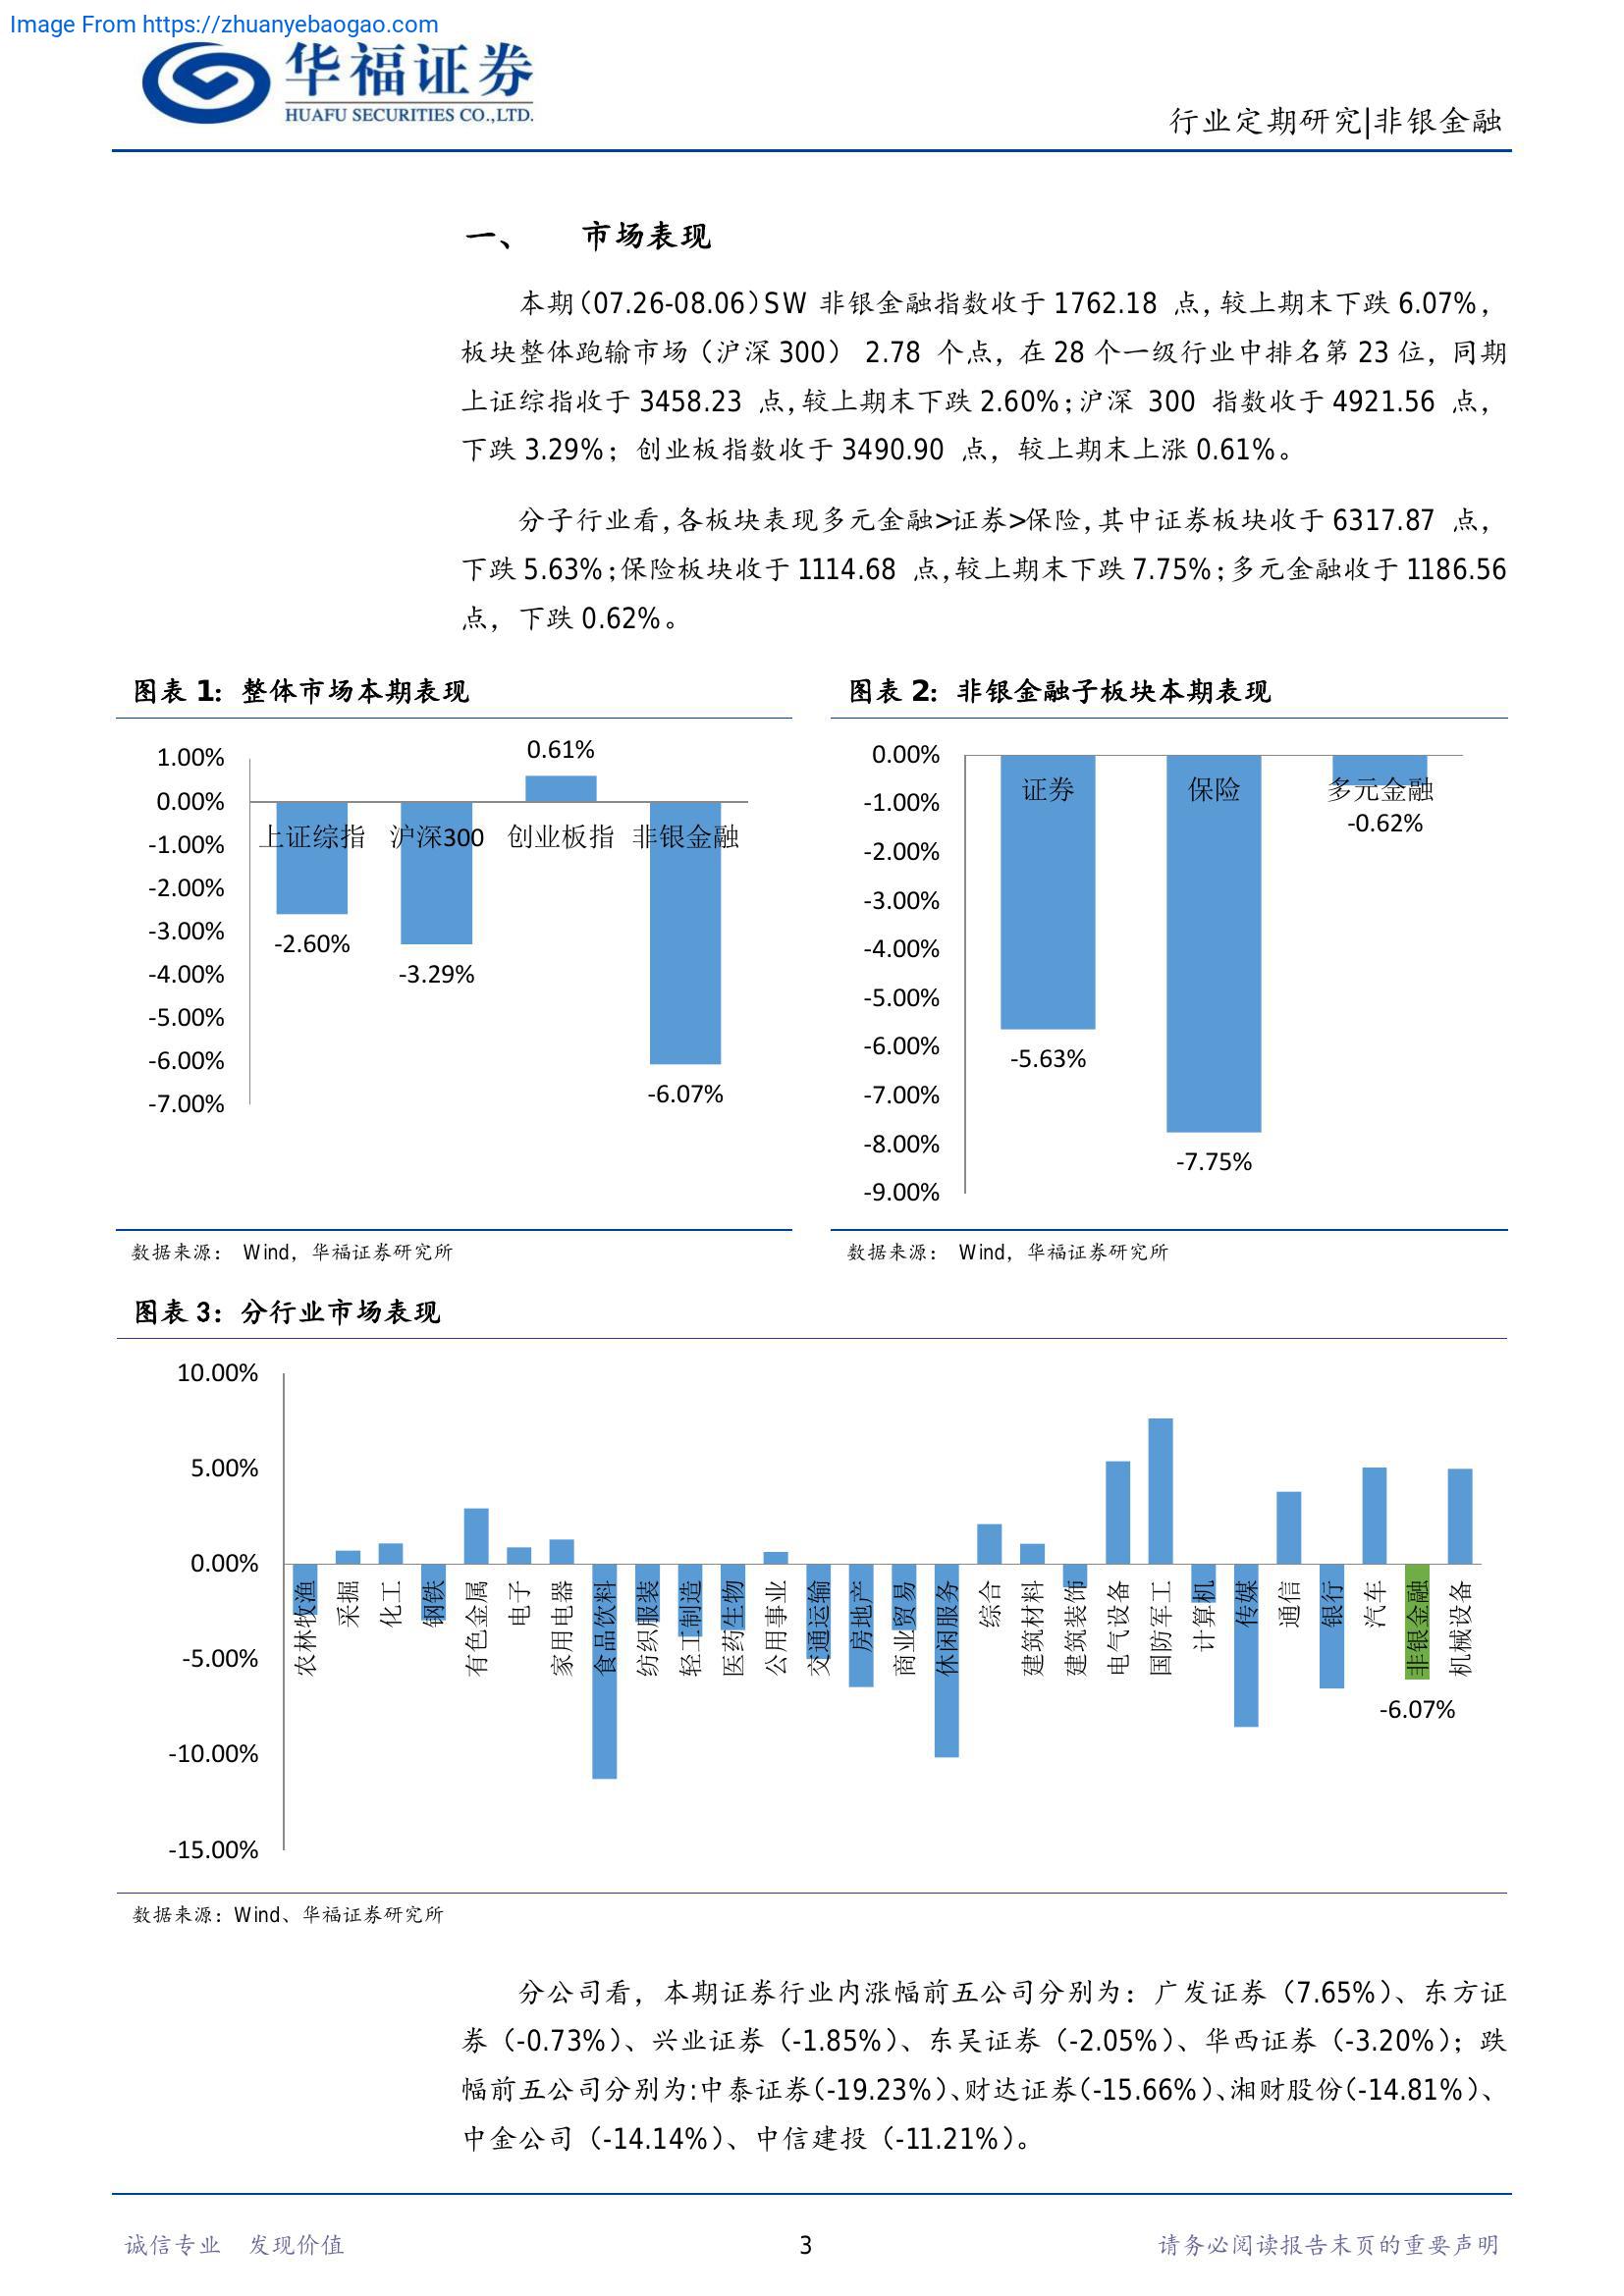 Image From https://zhuanyebaogao.com
华福证券
HUAFU SECURITIES CO.,LTD.
行业定期研究|非银金融
一、 市场表现
本期（07.26-08.06）SW 非银金融指数收于 1762.18 点，较上期末下跌 6.07%，
板块整体跑输市场（沪深 300） 2.78 个点，在 28 个一级行业中排名第 23 位，同期
上证综指收于 3458.23 点，较上期末下跌 2.60%；沪深 300 指数收于 4921.56 点，
下跌 3.29%；创业板指数收于 3490.90 点，较上期末上涨 0.61%。
分子行业看，各板块表现多元金融>证券>保险，其中证券板块收于 6317.87 点，
下跌 5.63%；保险板块收于 1114.68 点，较上期末下跌 7.75%；多元金融收于 1186.56
点，下跌 0.62%。
图表 1：整体市场本期表现
1.00%
0.00%
-1.00%
-2.00%
-3.00%
-4.00%
-5.00%
-6.00%
-7.00%
0.61%
上证综指 沪深300 创业板指 非银金融
-2.60%
-3.29%
-6.07%
数据来源： Wind，华福证券研究所
图表 2：非银金融子板块本期表现
0.00%
-1.00%
-2.00%
-3.00%
-4.00%
-5.00%
-6.00%
-7.00%
-8.00%
-9.00%
证券 保险 多元金融
-0.62%
-5.63%
-7.75%
数据来源： Wind，华福证券研究所
图表 3：分行业市场表现
10.00%
5.00%
0.00%
-5.00%
-10.00%
-15.00%
农林牧渔
采掘
化工
钢铁
有色金属
电子
家用电器
食品饮料
纺织服装
轻工制造
医药生物
公用事业
交通运输
房地产
商业贸易
休闲服务
综合
建筑材料
建筑装饰
电气设备
国防军工
计算机
传媒
通信
银行
汽车
非银金融
机械设备
-6.07%
数据来源：Wind、华福证券研究所
分公司看，本期证券行业内涨幅前五公司分别为：广发证券（7.65%）、东方证
券（-0.73%）、兴业证券（-1.85%）、东吴证券（-2.05%）、华西证券（-3.20%）；跌
幅前五公司分别为：中泰证券（-19.23%）、财达证券（-15.66%）、湘财股份（-14.81%）、
中金公司（-14.14%）、中信建投（-11.21%）。
诚信专业 发现价值
3
请务必阅读报告末页的重要声明